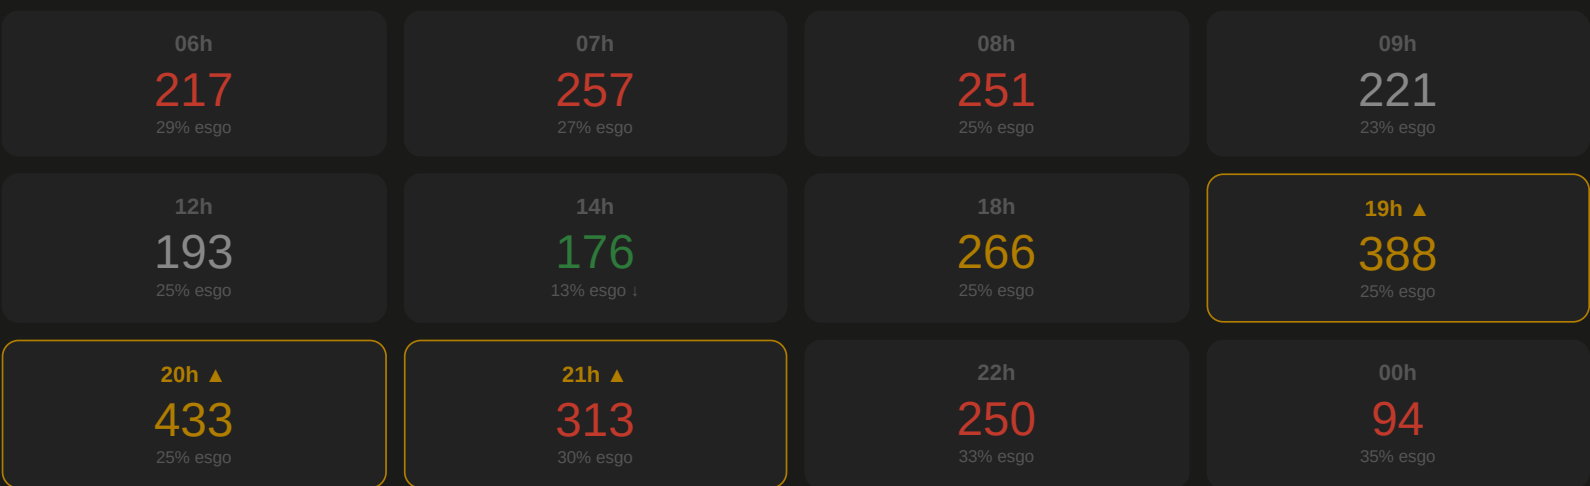 06h
217
29% esgo
07h
257
27% esgo
08h
251
25% esgo
09h
221
23% esgo
12h
193
25% esgo
14h
176
13% esgo ↓
18h
266
25% esgo
19h ▲
388
25% esgo
20h ▲
433
25% esgo
21h ▲
313
30% esgo
22h
250
33% esgo
00h
94
35% esgo